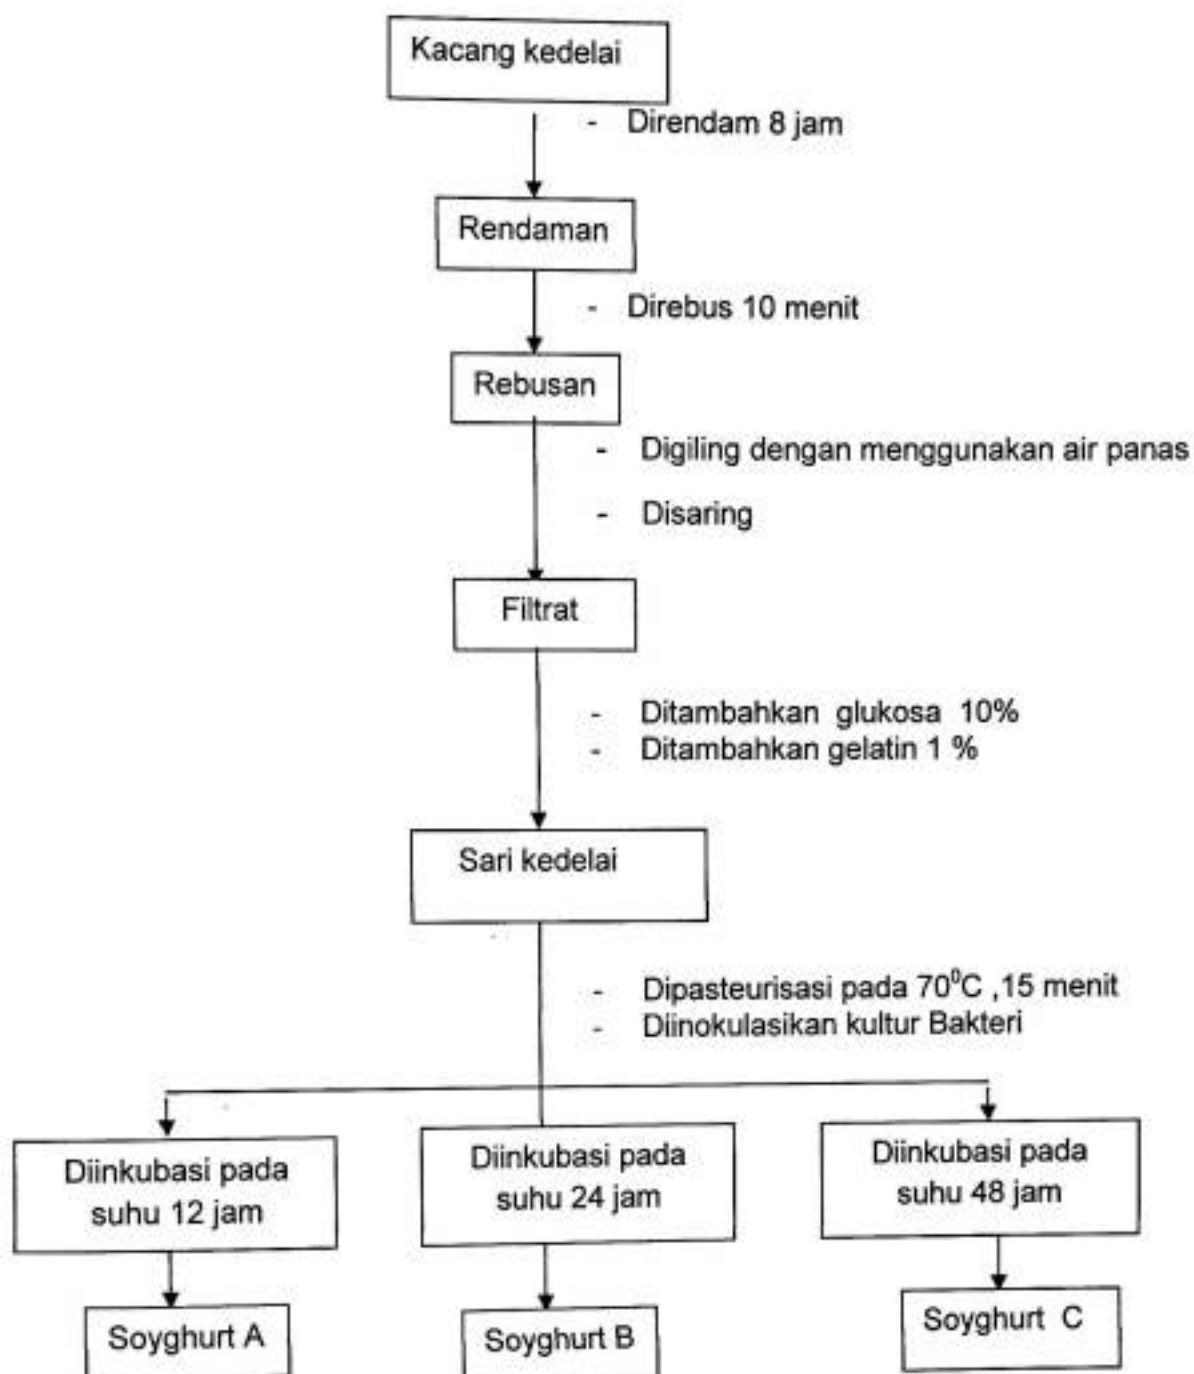 Kacang kedelai
- Direndam 8 jam
Rendaman
- Direbus 10 menit
Rebusan
- Digiling dengan menggunakan air panas
- Disaring
Filtrat
- Ditambahkan glukosa 10%
- Ditambahkan gelatin 1 %
Sari kedelai
- Dipasteurisasi pada 70⁰C ,15 menit
- Diinokulasikan kultur Bakteri
Diinkubasi pada
suhu 12 jam
Diinkubasi pada
suhu 24 jam
Diinkubasi pada
suhu 48 jam
Soyghurt A
Soyghurt B
Soyghurt C